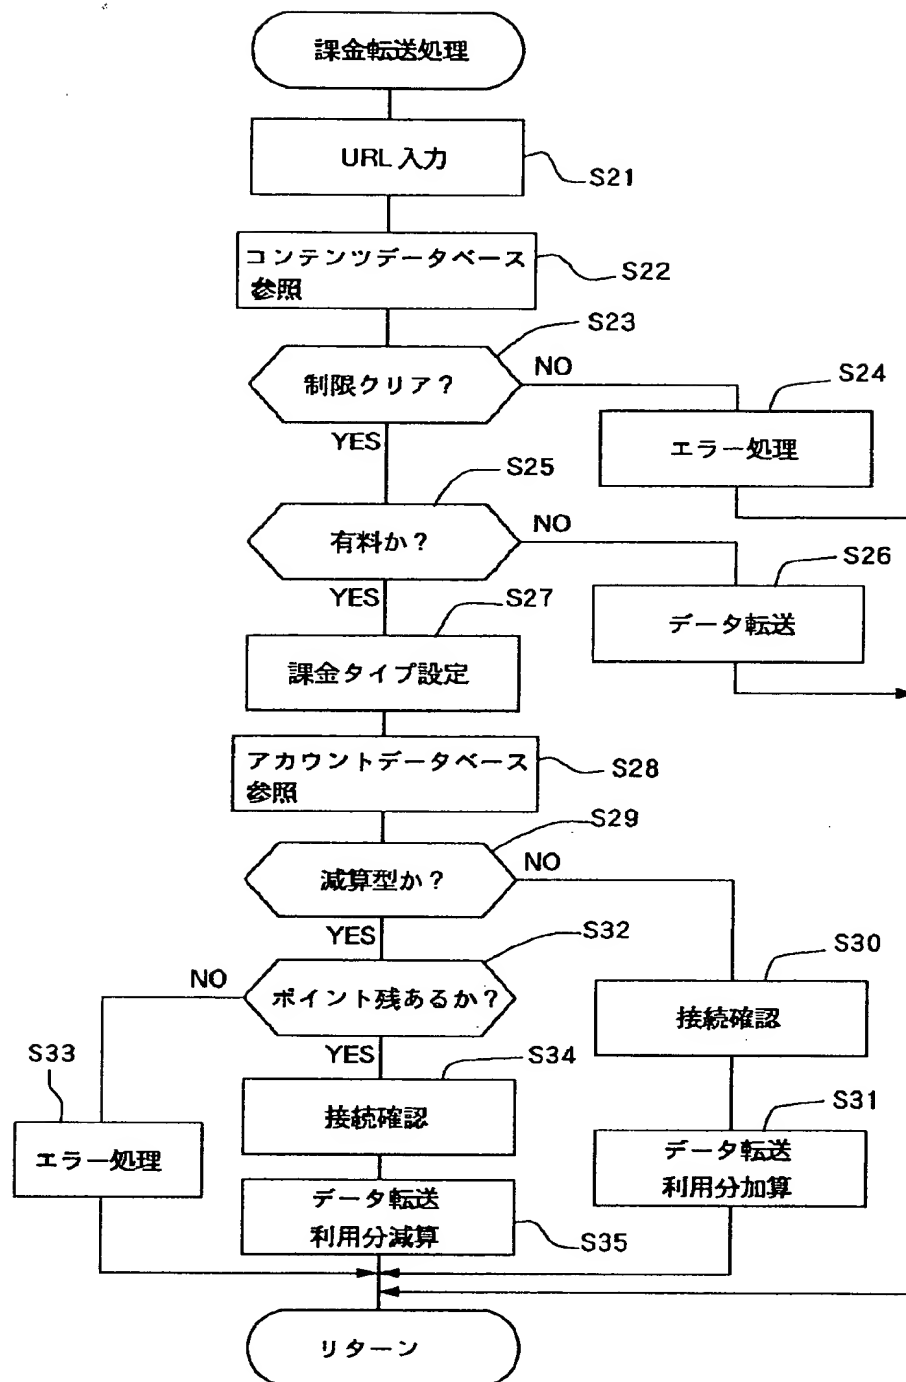 課金転送処理
URL入力
S21
コンテンツデータベース
参照
S22
S23
制限クリア？
NO
YES
S24
エラー処理
S25
有料か？
NO
YES
S26
データ転送
S27
課金タイプ設定
アカウントデータベース
参照
S28
S29
減算型か？
NO
YES
S30
接続確認
S31
データ転送
利用分加算
S32
ポイント残あるか？
NO
YES
S33
エラー処理
S34
接続確認
データ転送
利用分減算
S35
リターン